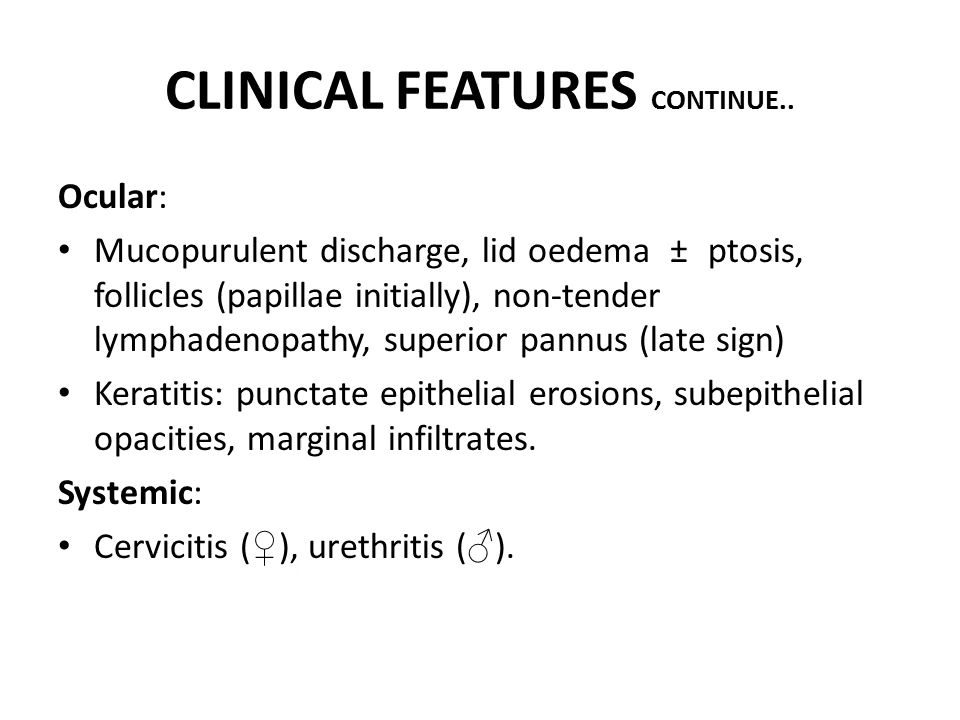 CLINICAL FEATURES CONTINUE..
Ocular:
• Mucopurulent discharge, lid oedema ± ptosis,
follicles (papillae initially), non-tender
lymphadenopathy, superior pannus (late sign)
• Keratitis: punctate epithelial erosions, subepithelial
opacities, marginal infiltrates.
Systemic:
• Cervicitis (♀), urethritis (♂).